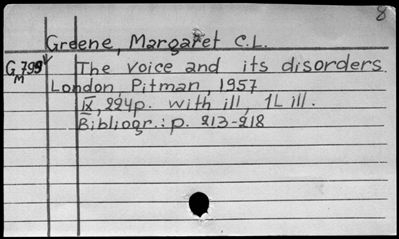 8
Greene, Margaret C.L.
G 799 The voice and its disorders.
M London, Pitman, 1957
IX, 224p. with ill, 1L ill.
Bibliogr.: p. 213-218